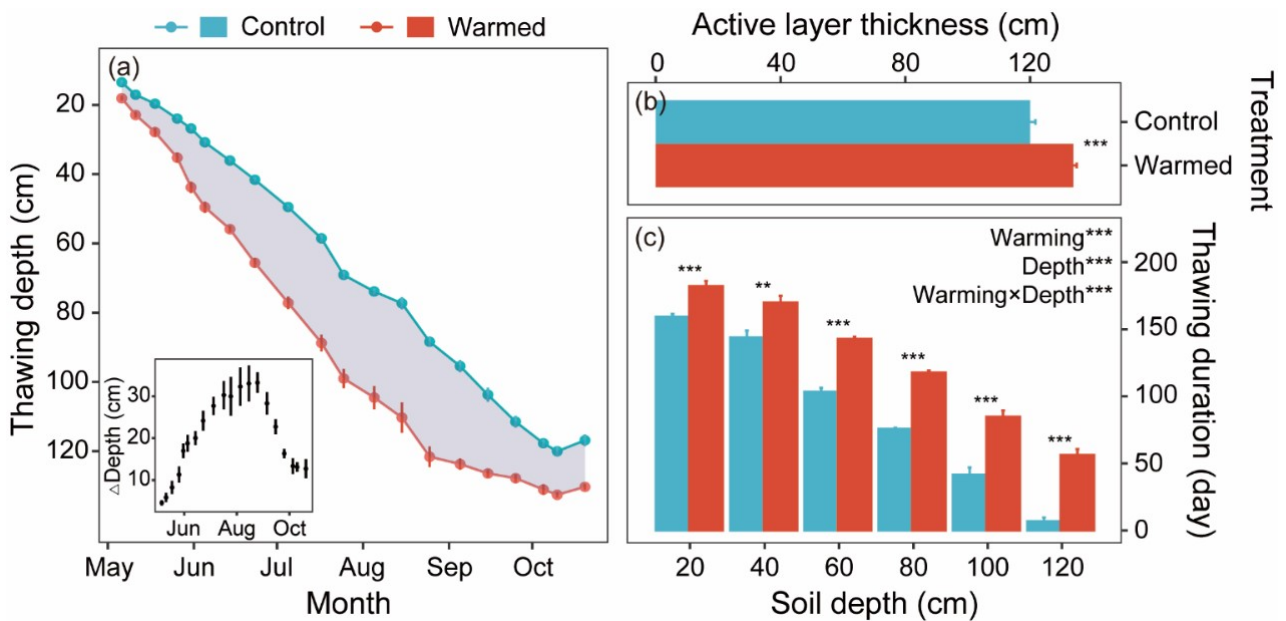 Control Warmed
(a)
Thawing depth (cm)
20
40
60
80
100
120
△Depth (cm)
30
20
10
Jun Aug Oct
May Jun Jul Aug Sep Oct
Month
Active layer thickness (cm)
0 40 80 120
(b)
Control
Warmed
***
Treatment
(c)
Warming***
Depth***
Warming×Depth***
*** ** *** *** *** ***
200
150
100
50
0
Thawing duration (day)
20 40 60 80 100 120
Soil depth (cm)